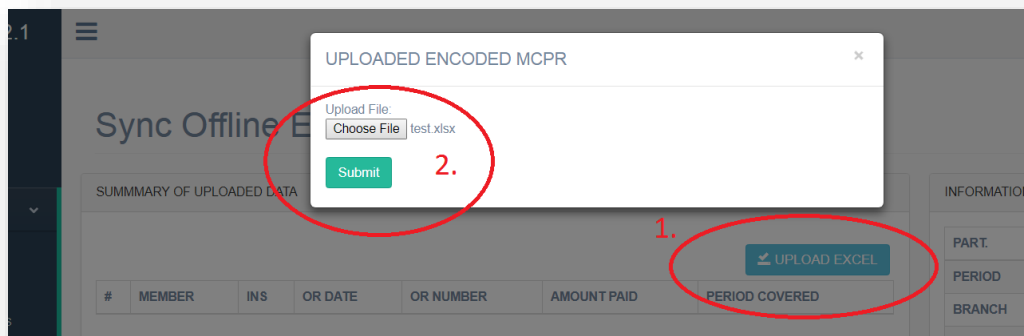 2.1
UPLOADED ENCODED MCPR
×
Upload File:
Choose File test.xlsx
Submit
2.
Sync Offline E
SUMMMARY OF UPLOADED DATA
INFORMATION
1.
UPLOAD EXCEL
# MEMBER INS OR DATE OR NUMBER AMOUNT PAID PERIOD COVERED
PART.
PERIOD
BRANCH
s